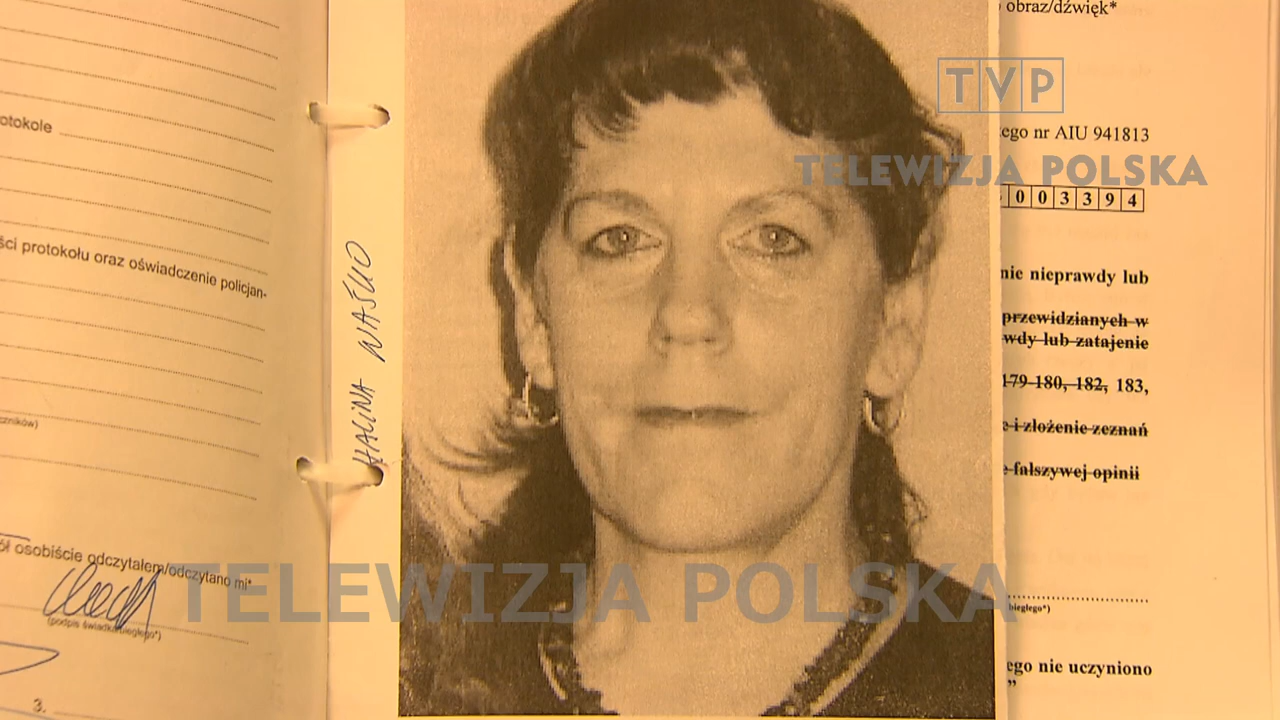 otokole
ści protokołu oraz oświadczenie policjan-
ół osobiście odczytałem/odczytano mi*
(podpis świadka/biegłego*)
3.
HALINA WAŚKO
obraz/dźwięk*
TVP
ego nr AIU 941813
TELEWIZJA POLSKA
0 0 3 3 9 4
nie nieprawdy lub
przewidzianych w
wdy lub zatajenie
179-180, 182, 183,
e i złożenie zeznań
e fałszywej opinii
TELEWIZJA POLSKA
biegłego*)
ego nie uczyniono
”